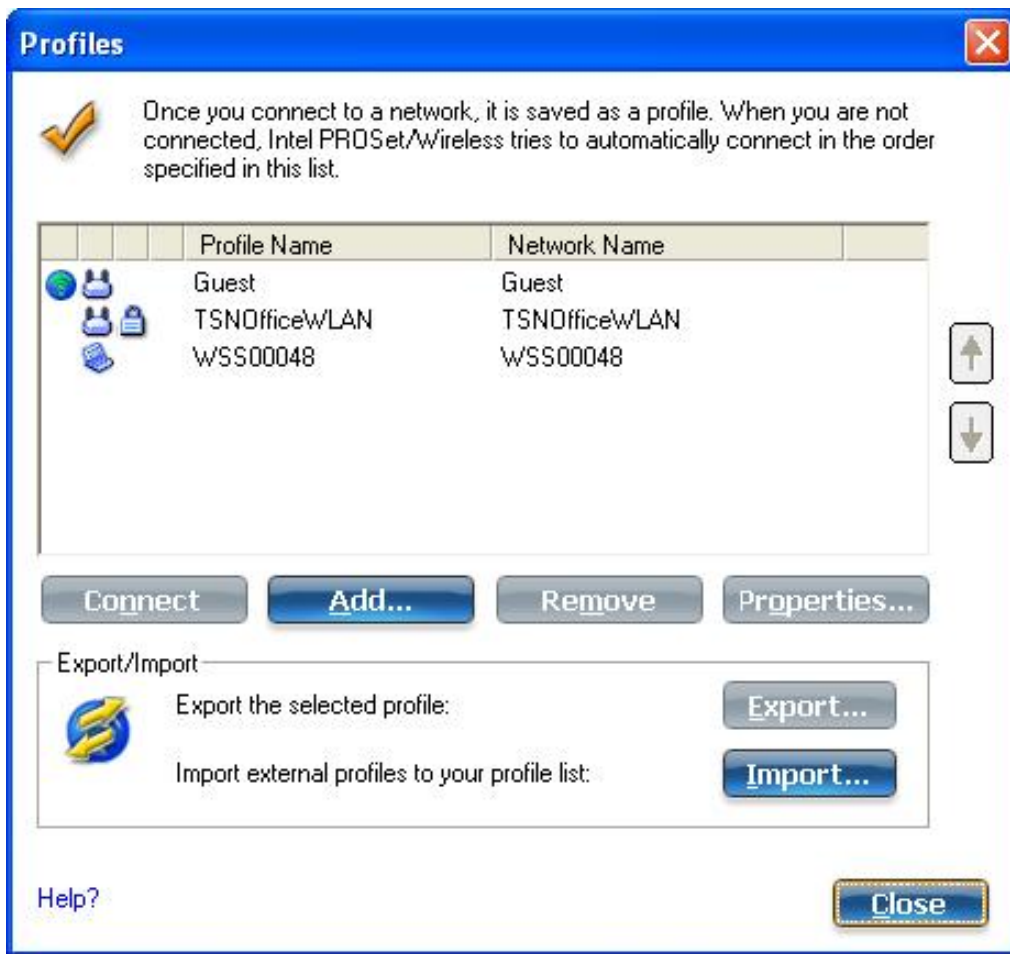 Profiles
Once you connect to a network, it is saved as a profile. When you are not
connected, Intel PROSet/Wireless tries to automatically connect in the order
specified in this list.
Profile Name Network Name
Guest Guest
TSNOfficeWLAN TSNOfficeWLAN
WSS00048 WSS00048
Connect Add... Remove Properties...
Export/Import
Export the selected profile: Export...
Import external profiles to your profile list: Import...
Help? Close